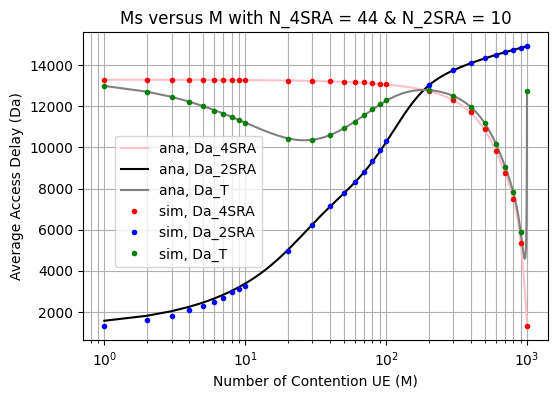 Ms versus M with N_4SRA = 44 & N_2SRA = 10
Average Access Delay (Da)
14000
12000
10000
8000
6000
4000
2000
ana, Da_4SRA
ana, Da_2SRA
ana, Da_T
sim, Da_4SRA
sim, Da_2SRA
sim, Da_T
10⁰ 10¹ 10² 10³
Number of Contention UE (M)